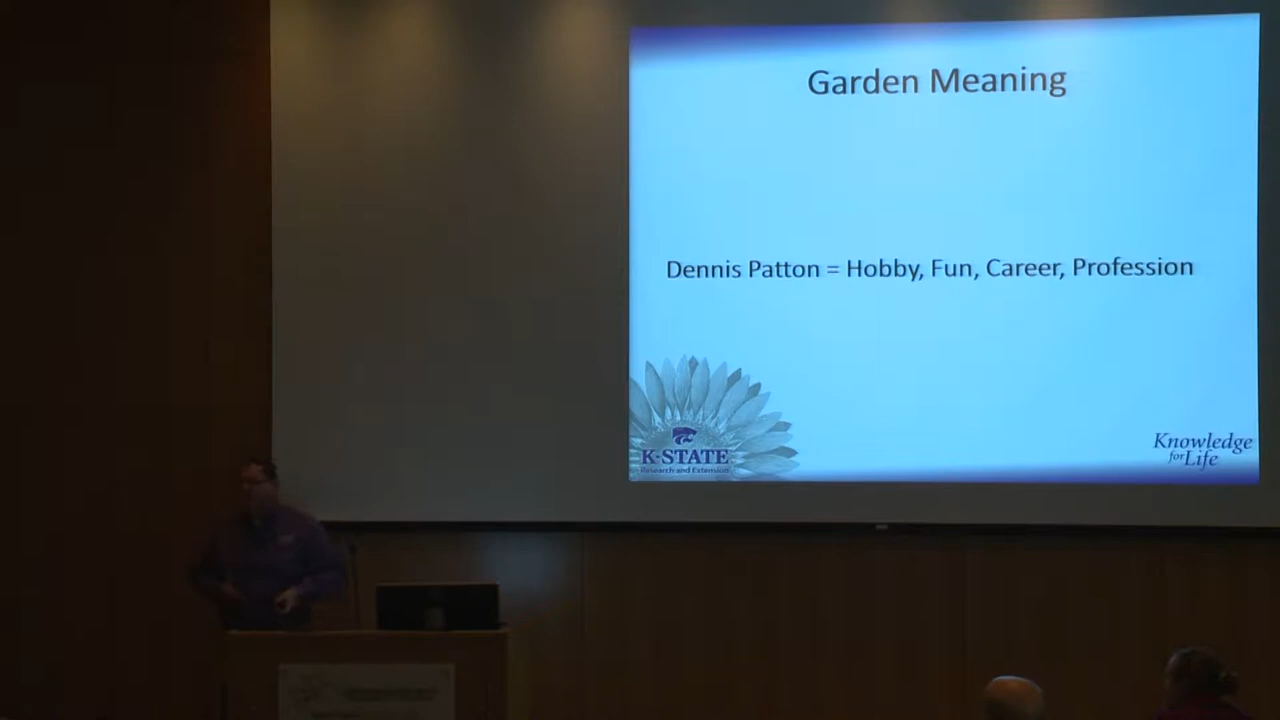 Garden Meaning
Dennis Patton = Hobby, Fun, Career, Profession
K-STATE
Research and Extension
Knowledge
for Life